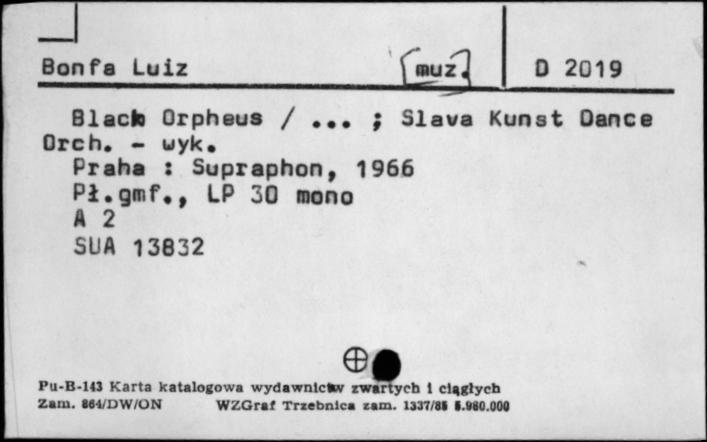 Bonfa Luiz [muz.] D 2019
Black Orpheus / ... ; Slava Kunst Dance
Orch. - wyk.
Praha : Supraphon, 1966
Pł.gmf., LP 30 mono
A 2
SUA 13832
Pu-B-143 Karta katalogowa wydawnictw zwartych i ciągłych
Zam. 864/DW/ON WZGraf Trzebnica zam. 1337/85 5.980.000